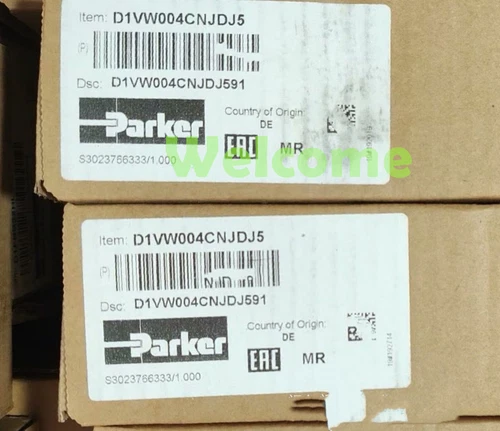 Item: D1VW004CNJDJ5
(P)
Dsc: D1VW004CNJDJ591
Parker
Country of Origin:
DE
EAC MR
S3023766333/1.000
Welcome
Item: D1VW004CNJDJ5
(P)
Dsc: D1VW004CNJDJ591
Parker
Country of Origin:
DE
EAC MR
S3023766333/1.000